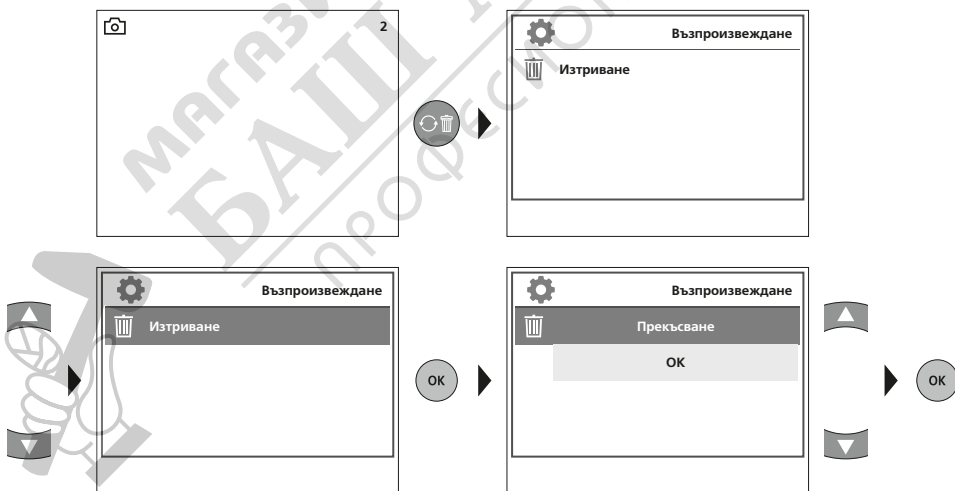 2
Възпроизвеждане
Изтриване
Възпроизвеждане
Изтриване
OK
Възпроизвеждане
Прекъсване
OK
OK